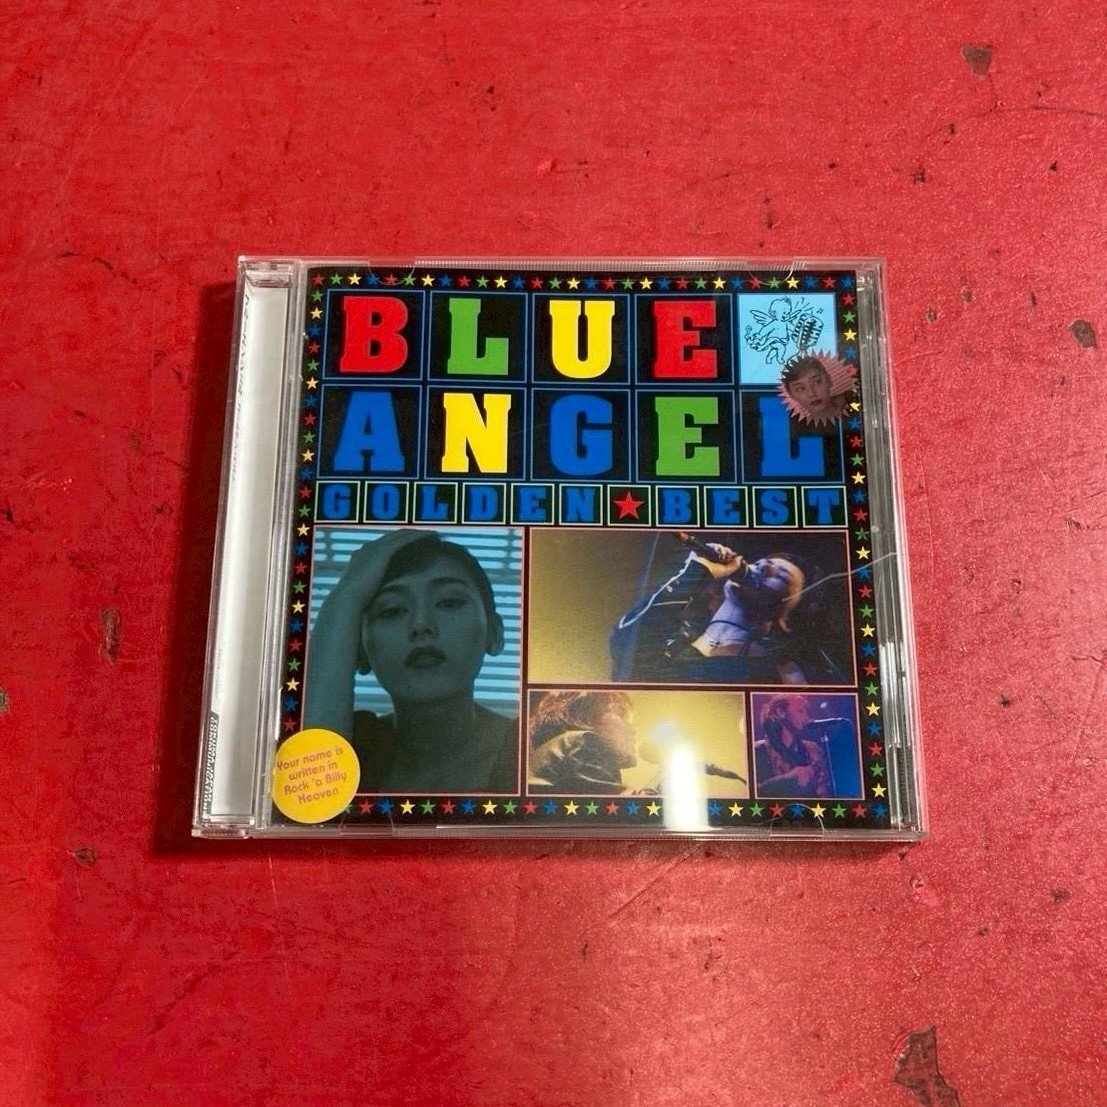 BLUE
ANGEL
GOLDEN★BEST
Your name is
written in
Rock 'a Billy
Heaven